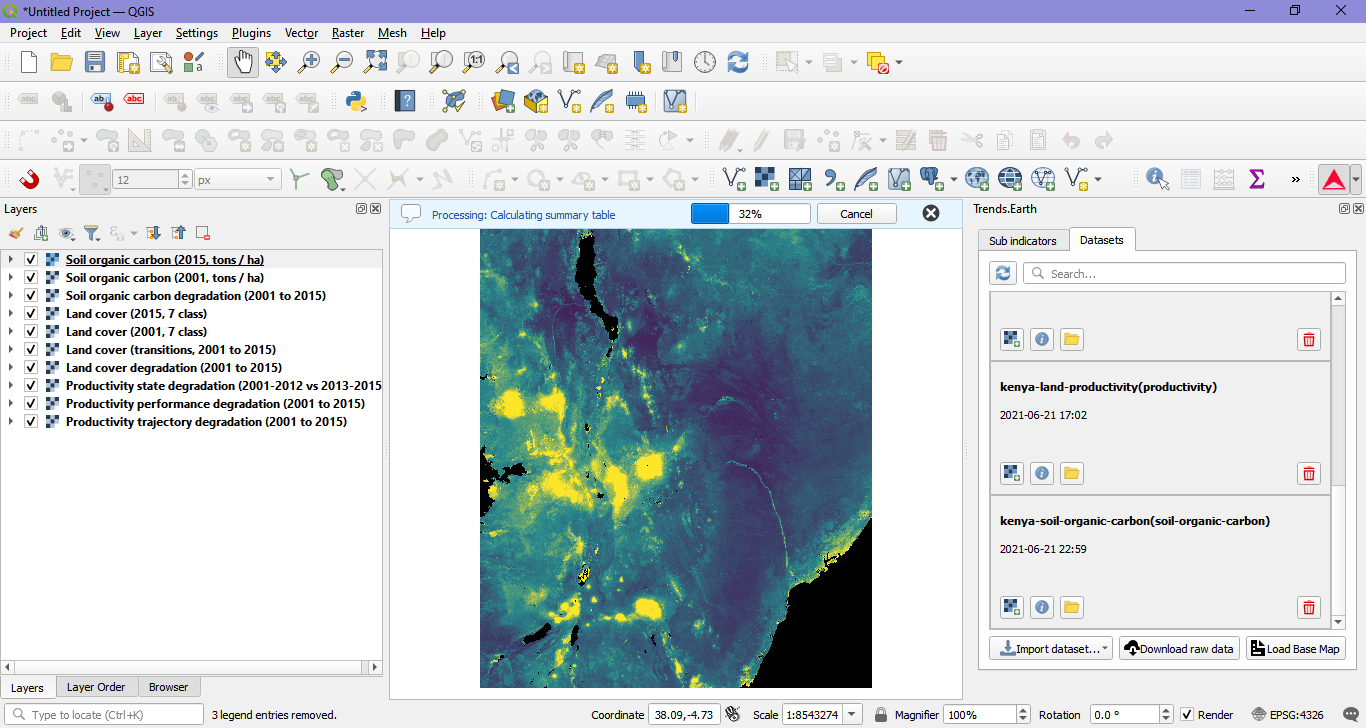 *Untitled Project — QGIS
Project Edit View Layer Settings Plugins Vector Raster Mesh Help
12 px
Layers
Processing: Calculating summary table 32% Cancel
Trends.Earth
Sub indicators Datasets
Search...
Soil organic carbon (2015, tons / ha)
Soil organic carbon (2001, tons / ha)
Soil organic carbon degradation (2001 to 2015)
Land cover (2015, 7 class)
Land cover (2001, 7 class)
Land cover (transitions, 2001 to 2015)
Land cover degradation (2001 to 2015)
Productivity state degradation (2001-2012 vs 2013-2015
Productivity performance degradation (2001 to 2015)
Productivity trajectory degradation (2001 to 2015)
kenya-land-productivity(productivity)
2021-06-21 17:02
kenya-soil-organic-carbon(soil-organic-carbon)
2021-06-21 22:59
Import dataset... Download raw data Load Base Map
Layers Layer Order Browser
Type to locate (Ctrl+K) 3 legend entries removed. Coordinate 38.09,-4.73 Scale 1:8543274 Magnifier 100% Rotation 0.0 ° Render EPSG:4326